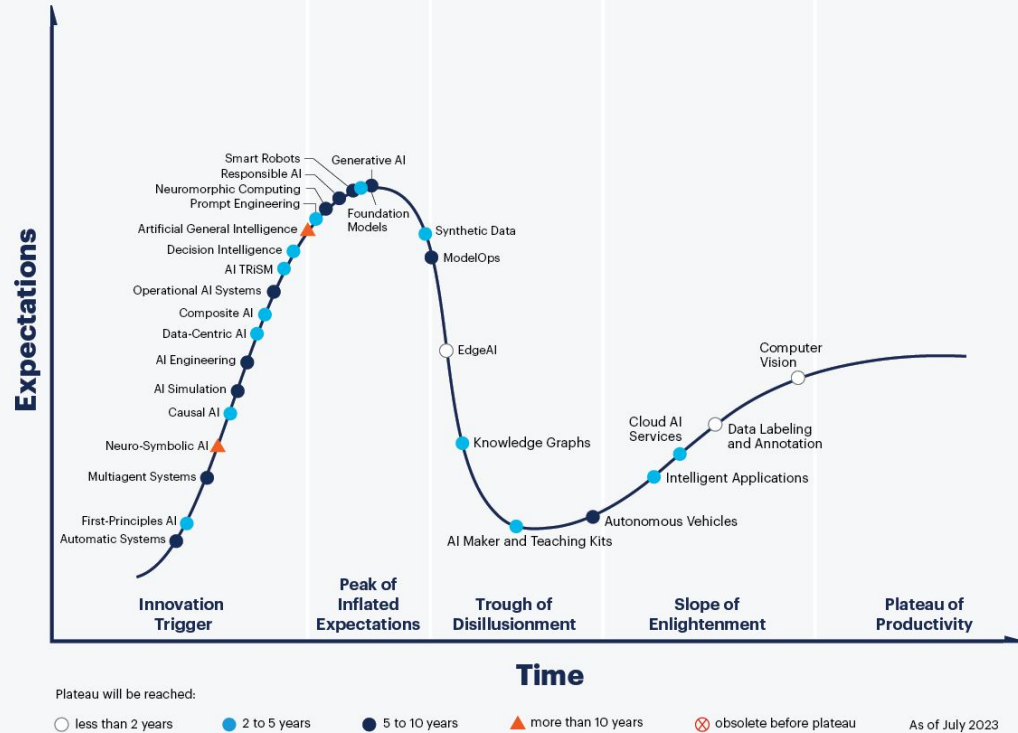 Expectations
Smart Robots
Generative AI
Responsible AI
Neuromorphic Computing
Prompt Engineering
Foundation
Models
Artificial General Intelligence
Decision Intelligence
AI TRiSM
Operational AI Systems
Composite AI
Data-Centric AI
AI Engineering
AI Simulation
Causal AI
Neuro-Symbolic AI
Multiagent Systems
First-Principles AI
Automatic Systems
Synthetic Data
ModelOps
EdgeAI
Knowledge Graphs
AI Maker and Teaching Kits
Autonomous Vehicles
Intelligent Applications
Cloud AI
Services
Data Labeling
and Annotation
Computer
Vision
Innovation
Trigger
Peak of
Inflated
Expectations
Trough of
Disillusionment
Slope of
Enlightenment
Plateau of
Productivity
Time
Plateau will be reached:
less than 2 years
2 to 5 years
5 to 10 years
more than 10 years
obsolete before plateau
As of July 2023